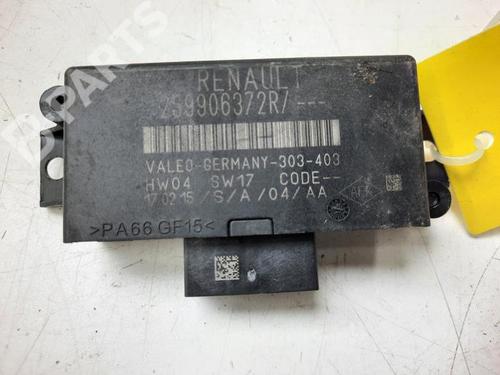 RENAULT
259906372R/ ---
VALEO-GERMANY-303-403
HW04 SW17 CODE--
17 02 15 /S/A/04/AA
>PA66 GF15<
B-PARTS